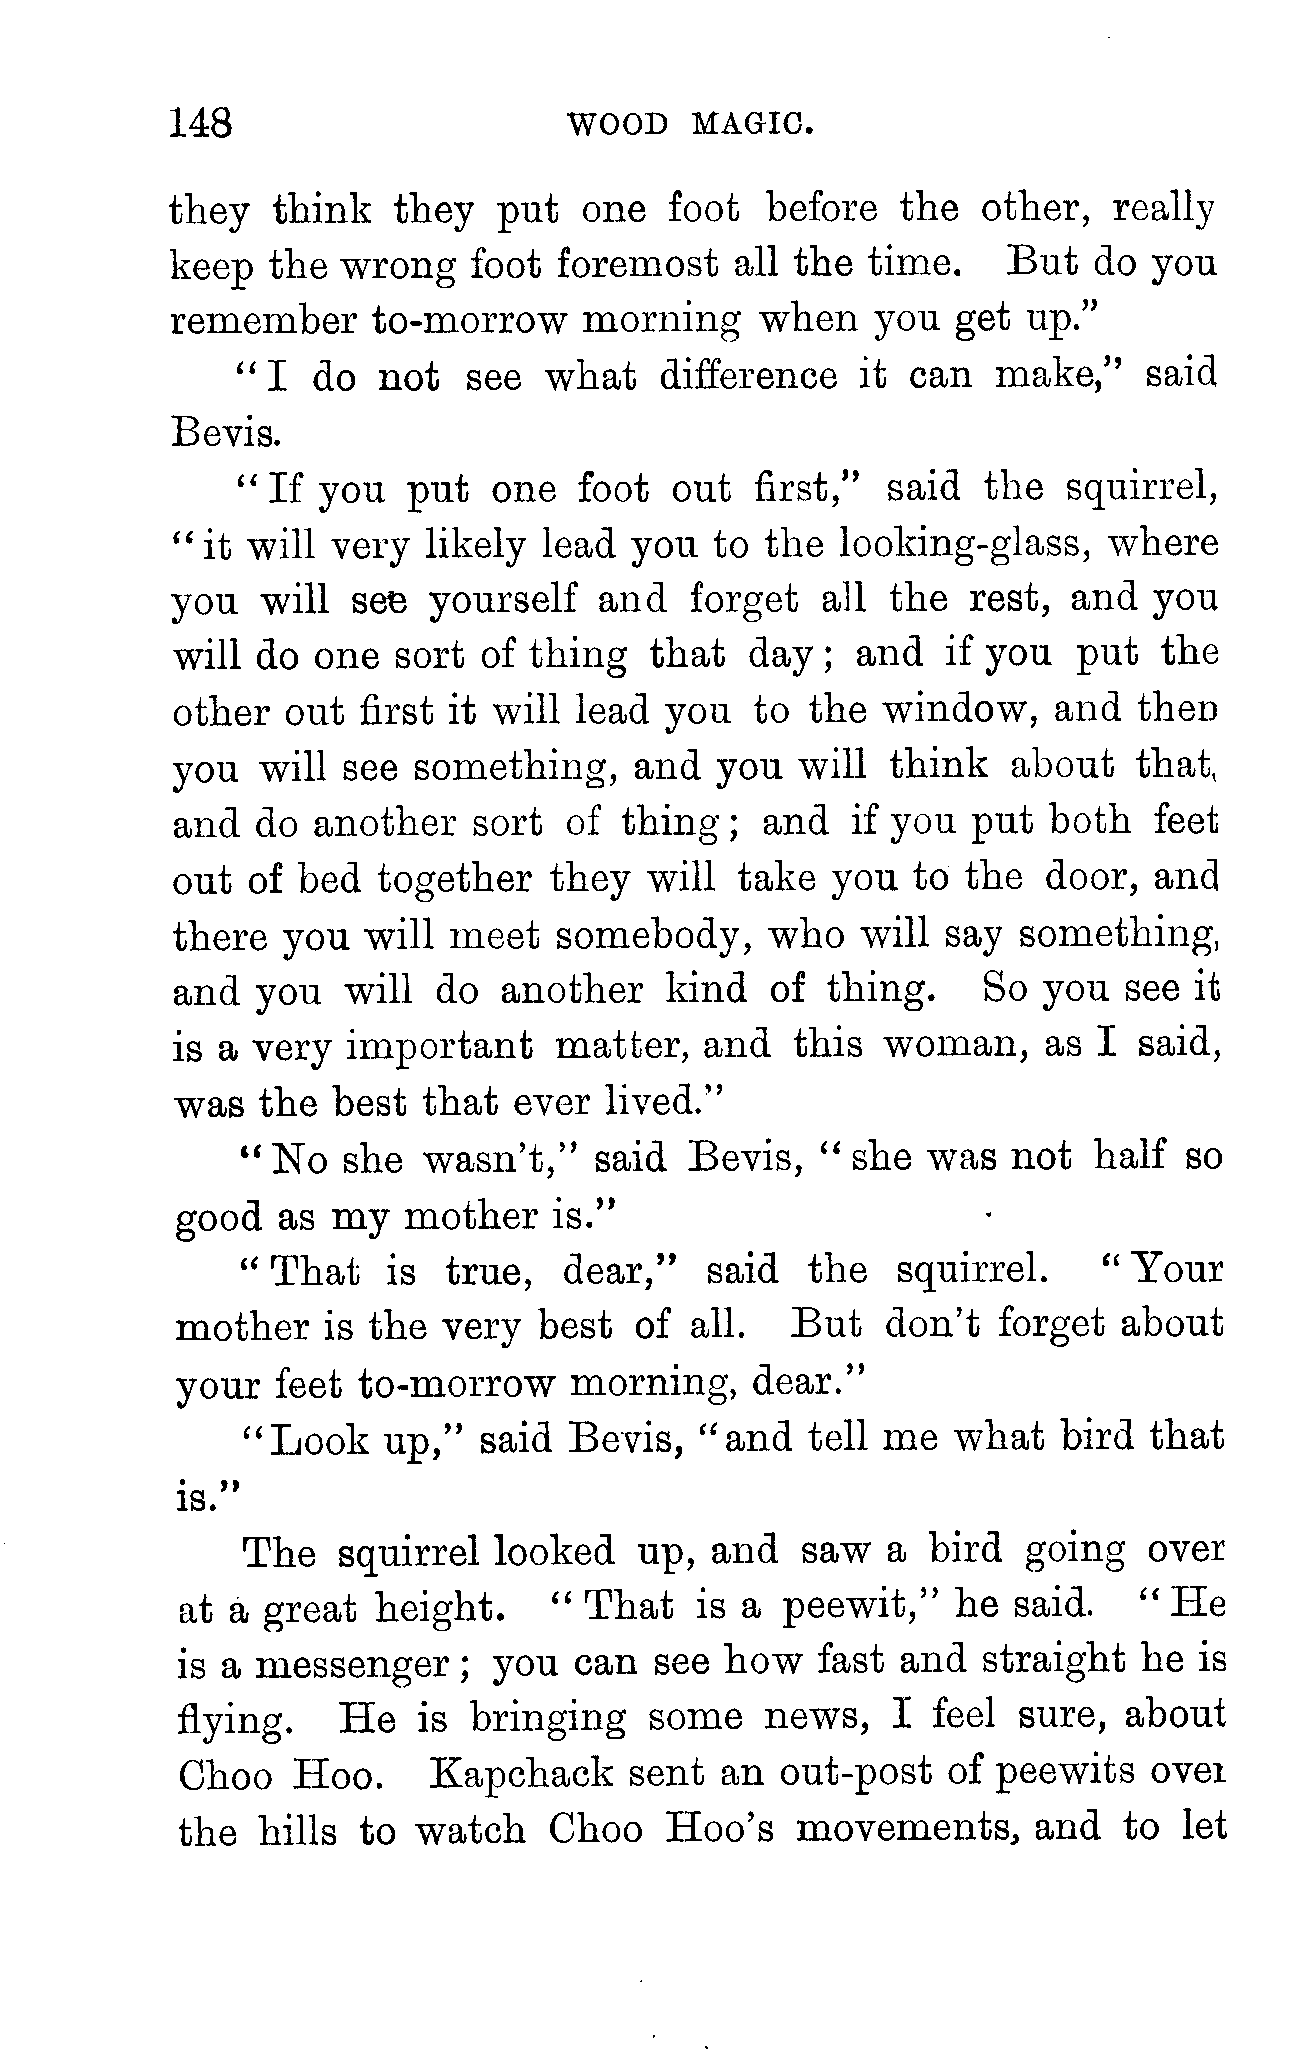 148 WOOD MAGIC.
they think they put one foot before the other, really
keep the wrong foot foremost all the time. But do you
remember to-morrow morning when you get up."
"I do not see what difference it can make," said
Bevis.
"If you put one foot out first," said the squirrel,
"it will very likely lead you to the looking-glass, where
you will see yourself and forget all the rest, and you
will do one sort of thing that day; and if you put the
other out first it will lead you to the window, and then
you will see something, and you will think about that,
and do another sort of thing; and if you put both feet
out of bed together they will take you to the door, and
there you will meet somebody, who will say something,
and you will do another kind of thing. So you see it
is a very important matter, and this woman, as I said,
was the best that ever lived."
"No she wasn't," said Bevis, "she was not half so
good as my mother is."
"That is true, dear," said the squirrel. "Your
mother is the very best of all. But don't forget about
your feet to-morrow morning, dear."
"Look up," said Bevis, "and tell me what bird that
is."
The squirrel looked up, and saw a bird going over
at a great height. "That is a peewit," he said. "He
is a messenger; you can see how fast and straight he is
flying. He is bringing some news, I feel sure, about
Choo Hoo. Kapchack sent an out-post of peewits over
the hills to watch Choo Hoo's movements, and to let